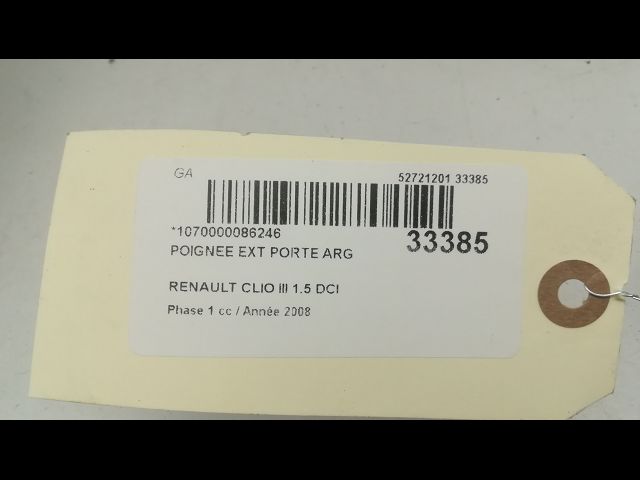 GA 52721201 33385
*1070000086246 33385
POIGNEE EXT PORTE ARG
RENAULT CLIO III 1.5 DCI
Phase 1 cc / Année 2008